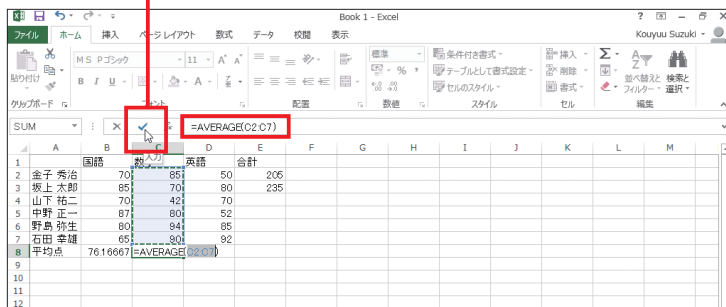 Book 1 - Excel
ファイル ホーム 挿入 ページ レイアウト 数式 データ 校閲 表示 Kouyuu Suzuki
貼り付け MS Pゴシック 11 A A 標準 条件付き書式 挿入 Σ
B I U A % , テーブルとして書式設定 削除 並べ替えと 検索と
セルのスタイル 書式 フィルター 選択
クリップボード フォント 配置 数値 スタイル セル 編集
SUM =AVERAGE(C2:C7)
入力
A B C D E F G H I J K L M
1 国語 英語 合計
2 金子 秀治 70 85 50 205
3 坂上 太郎 85 70 80 235
4 山下 祐二 70 42 70
5 中野 正一 87 80 52
6 野島 弥生 80 94 85
7 石田 幸雄 65 90 92
8 平均点 76.16667 =AVERAGE(C2:C7)
9
10
11
12